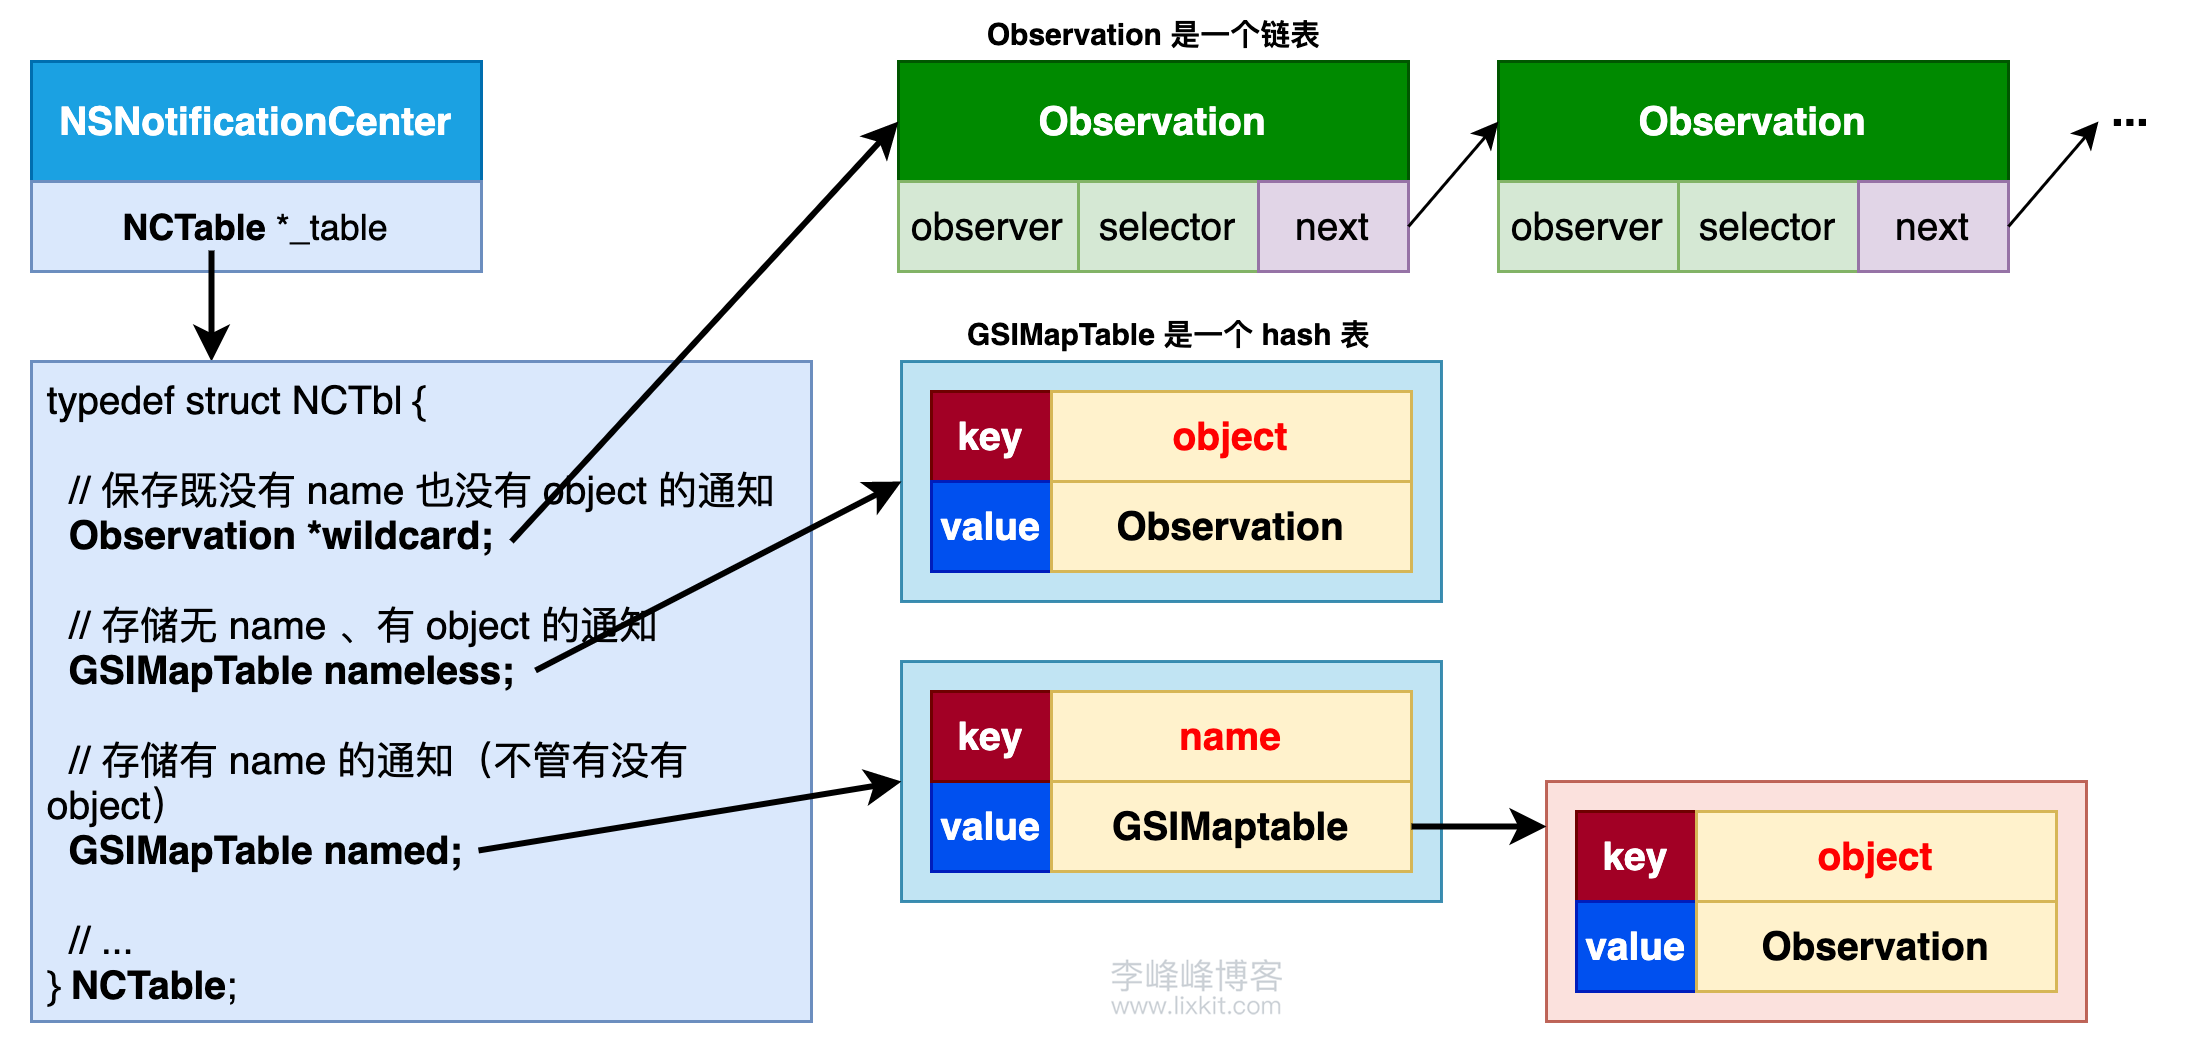 NSNotificationCenter
NCTable *_table
typedef struct NCTbl {
// 保存既没有 name 也没有 object 的通知
Observation *wildcard;
// 存储无 name 、有 object 的通知
GSIMapTable nameless;
// 存储有 name 的通知（不管有没有
object）
GSIMapTable named;
// ...
} NCTable;
Observation 是一个链表
Observation
observer selector next
Observation
observer selector next
...
GSIMapTable 是一个 hash 表
key object
value Observation
key name
value GSIMaptable
key object
value Observation
李峰峰博客
www.lixkit.com